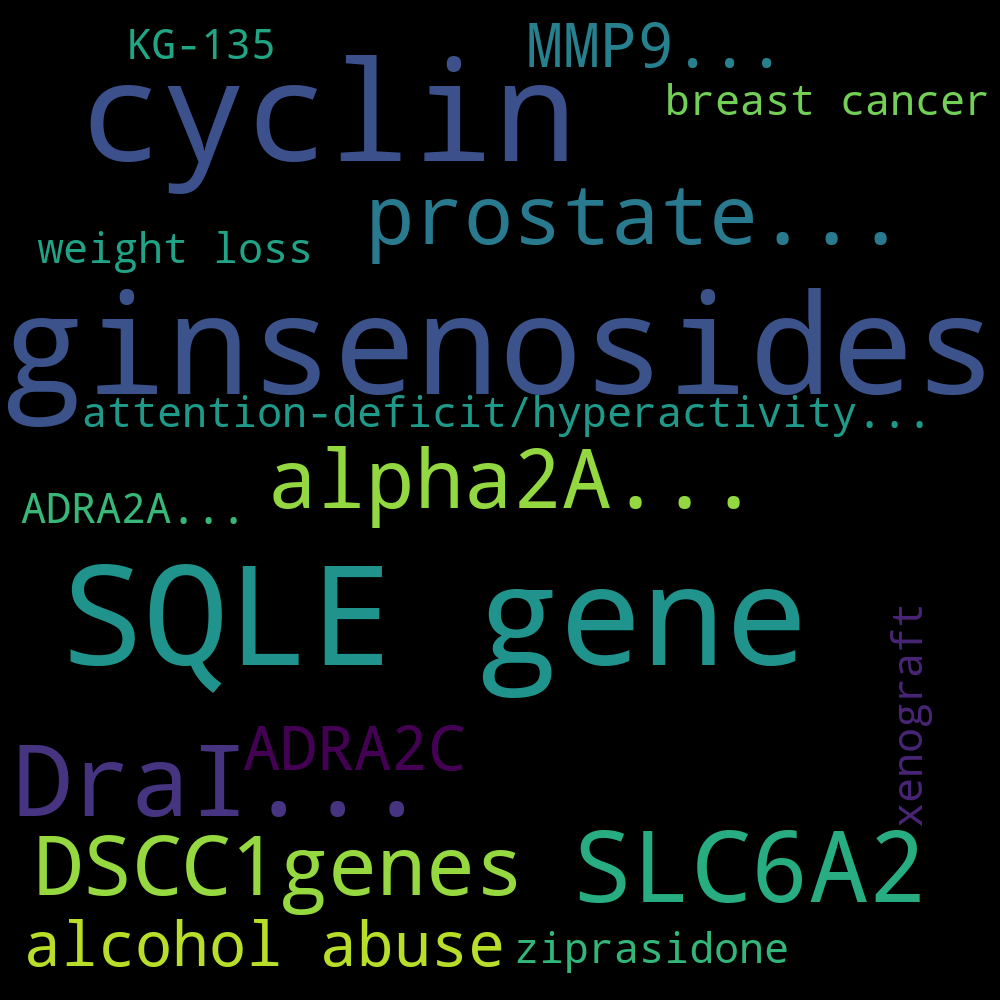 KG-135
MMP9...
cyclin
breast cancer
prostate...
weight loss
ginsenosides
attention-deficit/hyperactivity...
alpha2A...
ADRA2A...
SQLE gene
xenograft
ADRA2C
DraI...
DSCC1genes
SLC6A2
alcohol abuse
ziprasidone